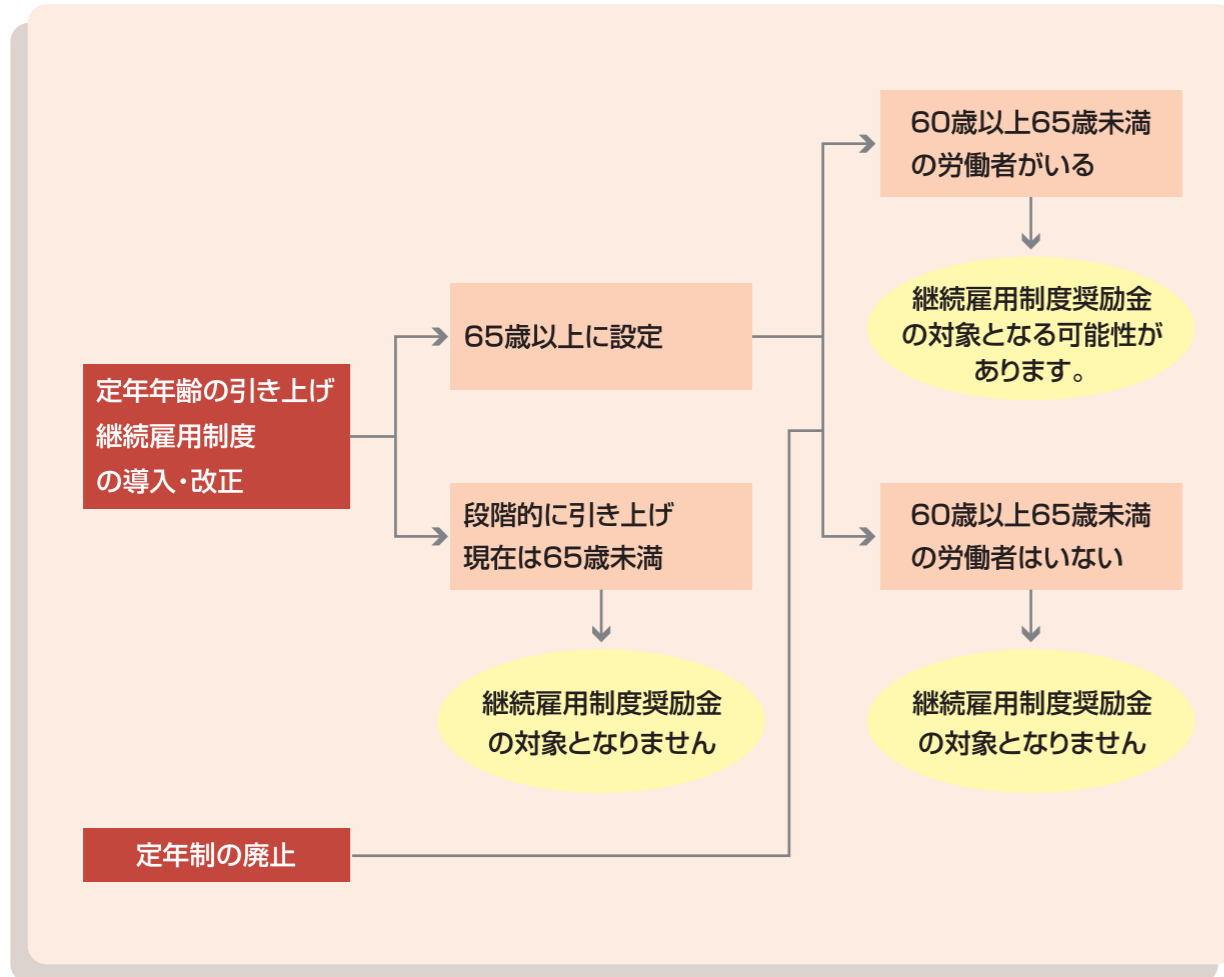 定年年齢の引き上げ
継続雇用制度
の導入・改正
65歳以上に設定
60歳以上65歳未満
の労働者がいる
継続雇用制度奨励金
の対象となる可能性が
あります。
60歳以上65歳未満
の労働者はいない
継続雇用制度奨励金
の対象となりません
段階的に引き上げ
現在は65歳未満
継続雇用制度奨励金
の対象となりません
定年制の廃止